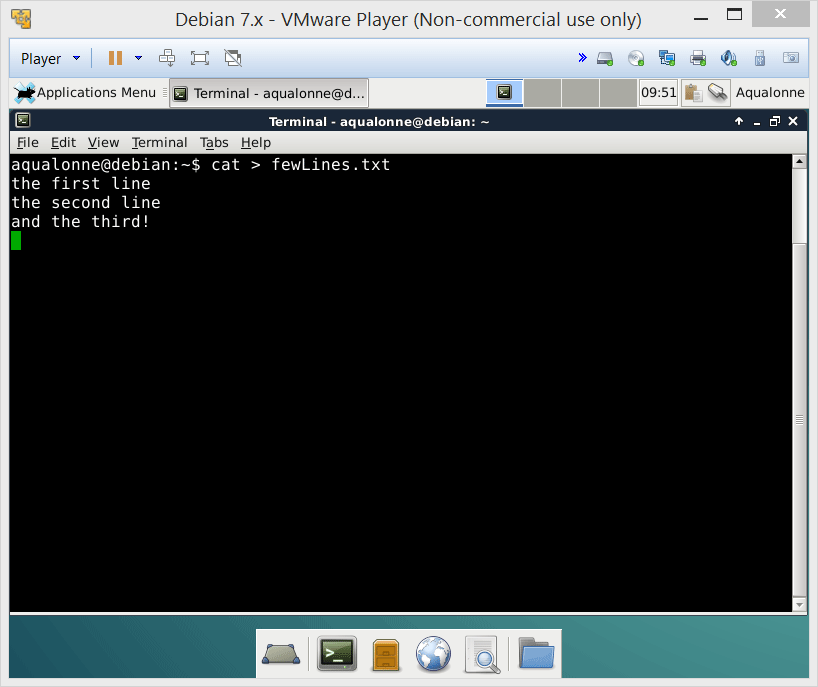 Debian 7.x - VMware Player (Non-commercial use only)
Player
Applications Menu
Terminal - aqualonne@d...
09:51
Aqualonne
Terminal - aqualonne@debian: ~
File Edit View Terminal Tabs Help
aqualonne@debian:~$ cat > fewLines.txt
the first line
the second line
and the third!